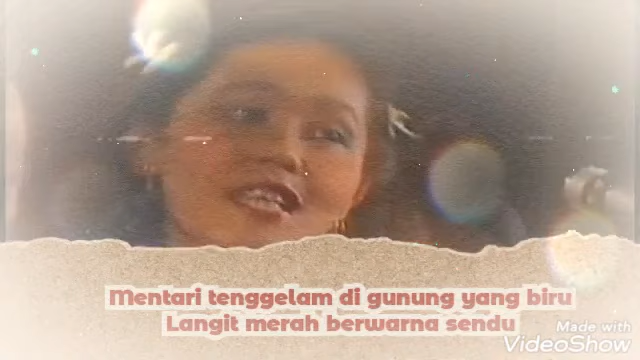 Mentari tenggelam di gunung yang biru
Langit merah berwarna sendu
Made with
VideoShow